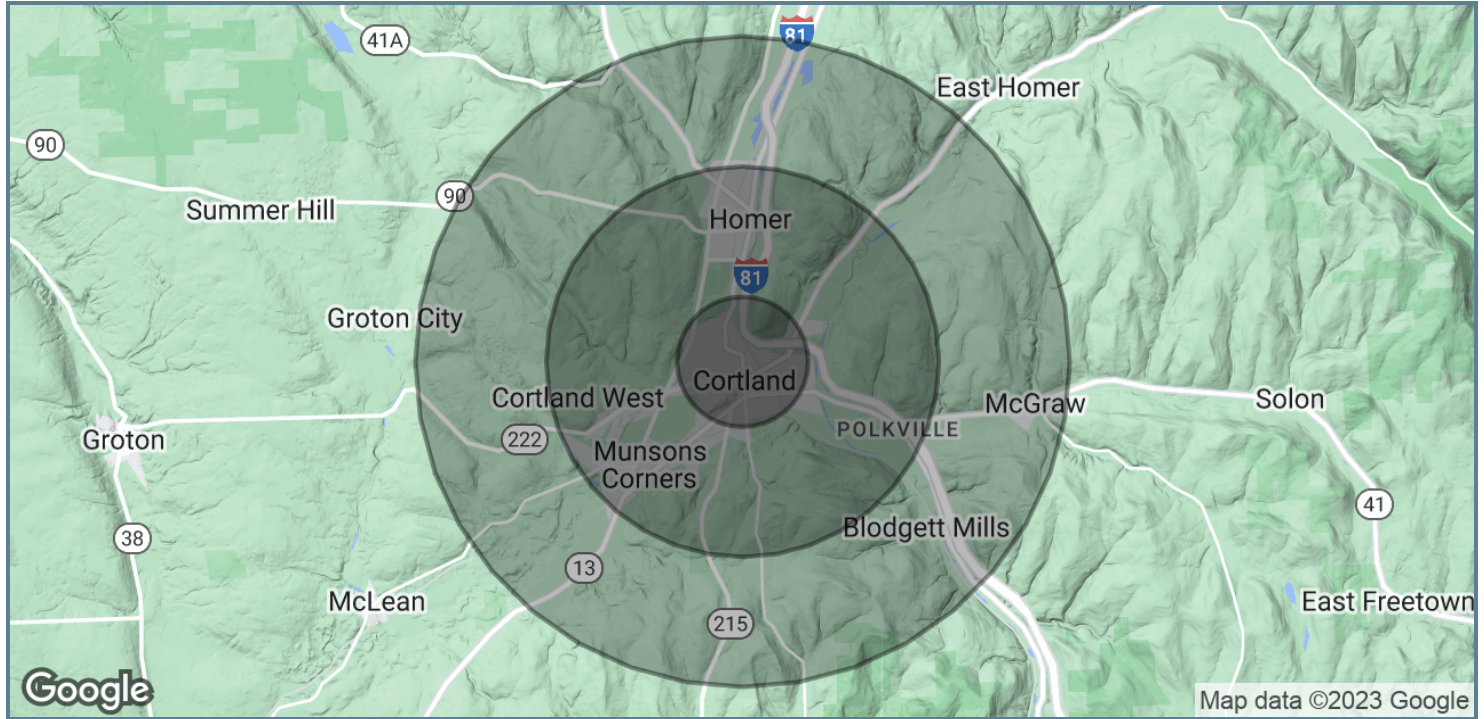 81
41A
East Homer
90
90
Summer Hill
Homer
81
Groton City
Cortland
Cortland West
McGraw
Solon
Groton
222
POLKVILLE
Munsons
Corners
41
Blodgett Mills
38
13
McLean
East Freetown
215
Google
Map data ©2023 Google